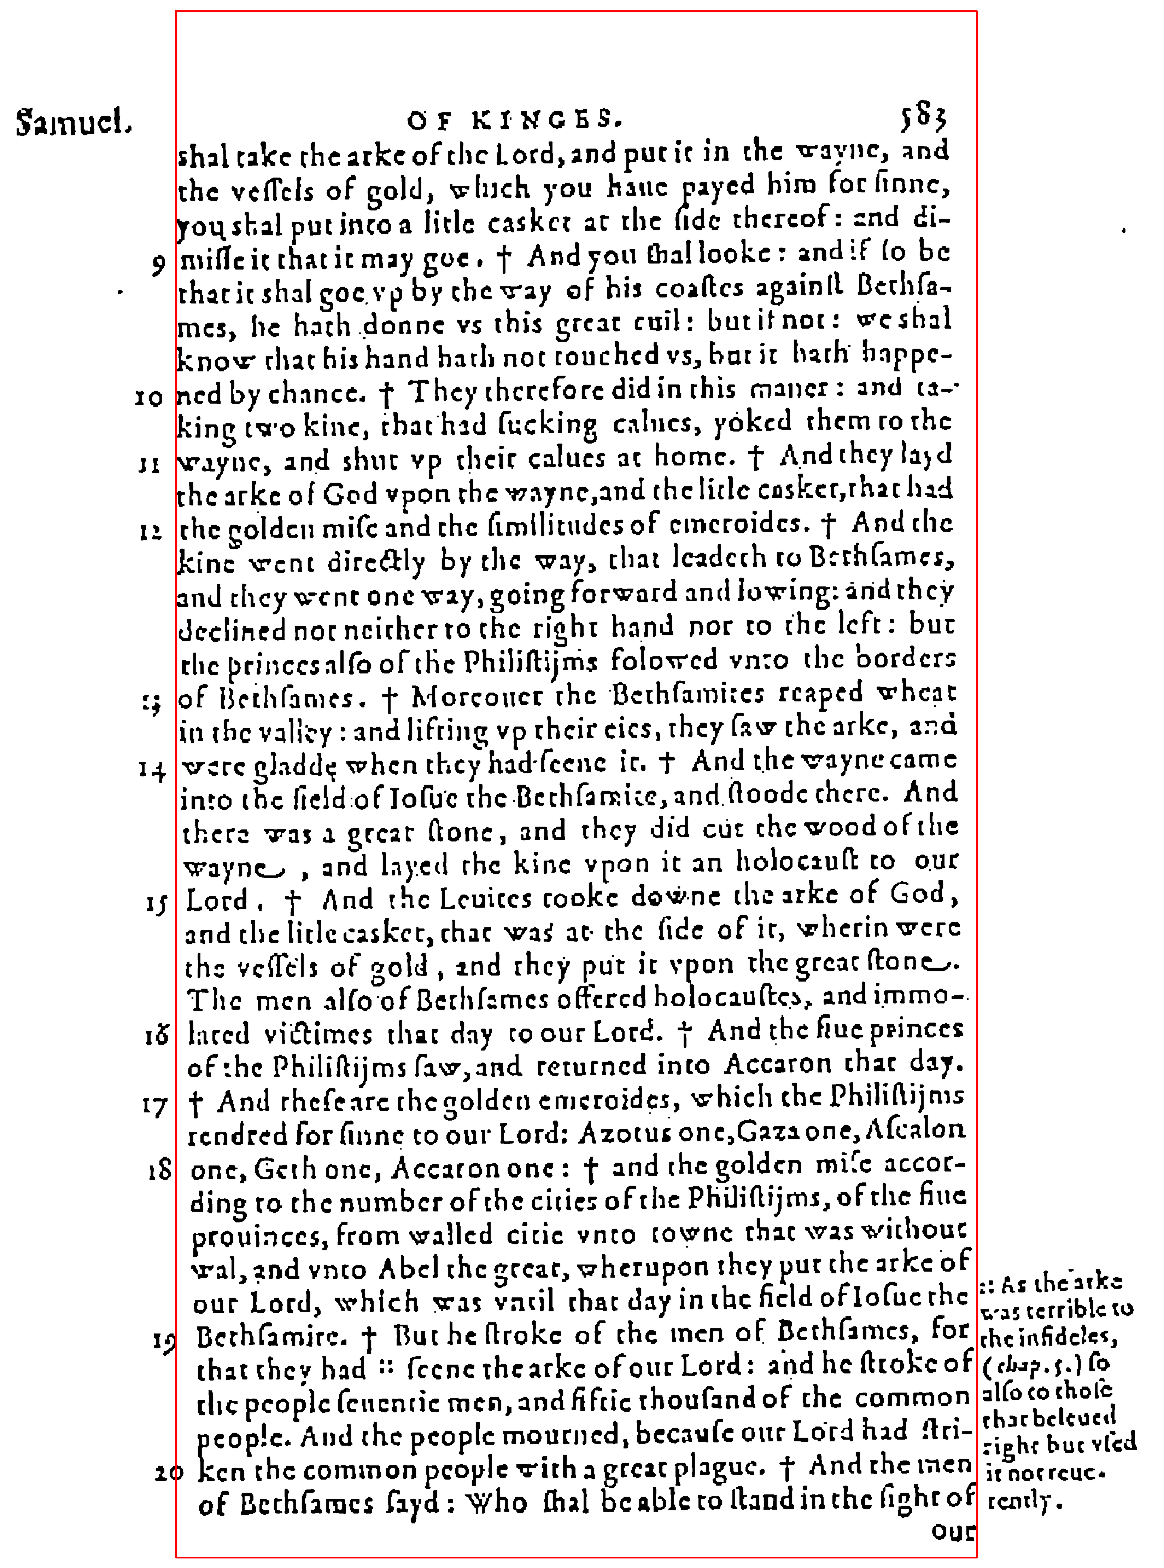 Samuel. OF KINGES. 583
shal take the arke of the Lord, and put it in the wayne, and
the veſſels of gold, which you haue payed him for ſinne,
you shal put into a litle casket at the ſide thereof: and di-
9 miſſe it that it may goe. † And you ſhal looke: and if ſo be
that it shal goe vp by the way of his coaſtes againſt Bethſa-
mes, he hath donne vs this great euil: but if not: we shal
know that his hand hath not touched vs, but it hath happe-
10 ned by chance. † They therefore did in this maner: and ta-
king two kine, that had ſucking calues, yoked them to the
11 wayne, and shut vp their calues at home. † And they layd
the arke of God vpon the wayne, and the litle casket, that had
12 the golden miſe and the ſimilitudes of emeroides. † And the
kine went directly by the way, that leadeth to Bethſames,
and they went one way, going forward and lowing: and they
declined not neither to the right hand nor to the left: but
the princes alſo of the Philiſtijms folowed vnto the borders
13 of Bethſames. † Moreouer the Bethſamites reaped wheat
in the valley: and lifting vp their eies, they ſaw the arke, and
14 were gladde when they had ſeene it. † And the wayne came
into the field of Ioſue the Bethſamite, and ſtoode there. And
there was a great ſtone, and they did cut the wood of the
wayne, and layed the kine vpon it an holocauſt to our
15 Lord. † And the Leuites tooke downe the arke of God,
and the litle casket, that was at the ſide of it, wherin were
the veſſels of gold, and they put it vpon the great ſtone.
The men alſo of Bethſames offered holocauſtes, and immo-
16 lated victimes that day to our Lord. † And the fiue princes
of the Philiſtijms ſaw, and returned into Accaron that day.
17 † And theſe are the golden emeroides, which the Philiſtijms
rendred for ſinne to our Lord: Azotus one, Gaza one, Aſcalon
18 one, Geth one, Accaron one: † and the golden miſe accor-
ding to the number of the cities of the Philiſtijms, of the fiue
prouinces, from walled citie vnto towne that was without
wal, and vnto Abel the great, wherupon they put the arke of
our Lord, which was vntil that day in the field of Ioſue the
19 Bethſamite. † But he ſtroke of the men of Bethſames, for
that they had :: ſeene the arke of our Lord: and he ſtroke of
the people ſeuentie men, and fiftie thouſand of the common
people. And the people mourned, becauſe our Lord had ſtri-
20 ken the common people with a great plague. † And the men
of Bethſames ſayd: Who ſhal be able to ſtand in the ſight of
our
:: As the arke
was terrible to
the infideles,
(chap. 5.) ſo
alſo to thoſe
that beleued
right but vſed
it not reue-
rently.